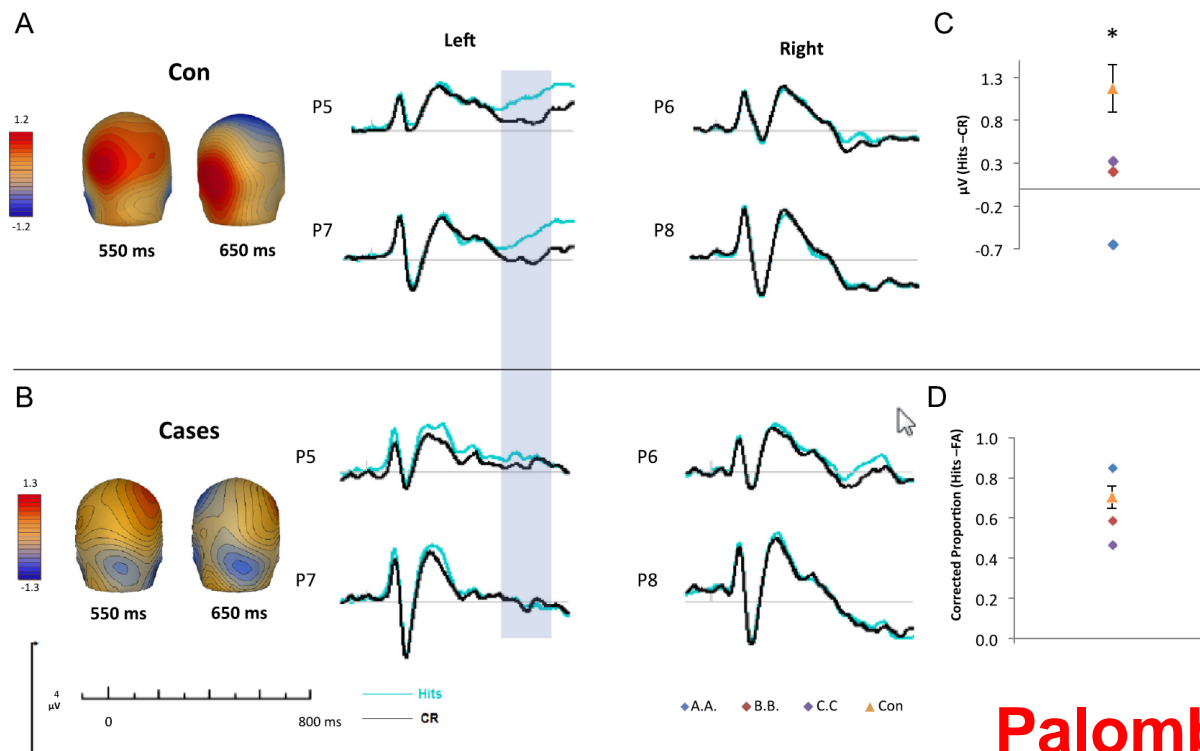 A
Con
1.2
-1.2
550 ms
650 ms
Left
Right
P5
P6
P7
P8
C
*
1.3
0.8
0.3
-0.2
-0.7
µV (Hits –CR)
B
Cases
1.3
-1.3
550 ms
650 ms
P5
P6
P7
P8
D
1.0
0.8
0.6
0.4
0.2
0.0
Corrected Proportion (Hits –FA)
4
µV
0
800 ms
Hits
CR
A.A.
B.B.
C.C
Con
Palomb